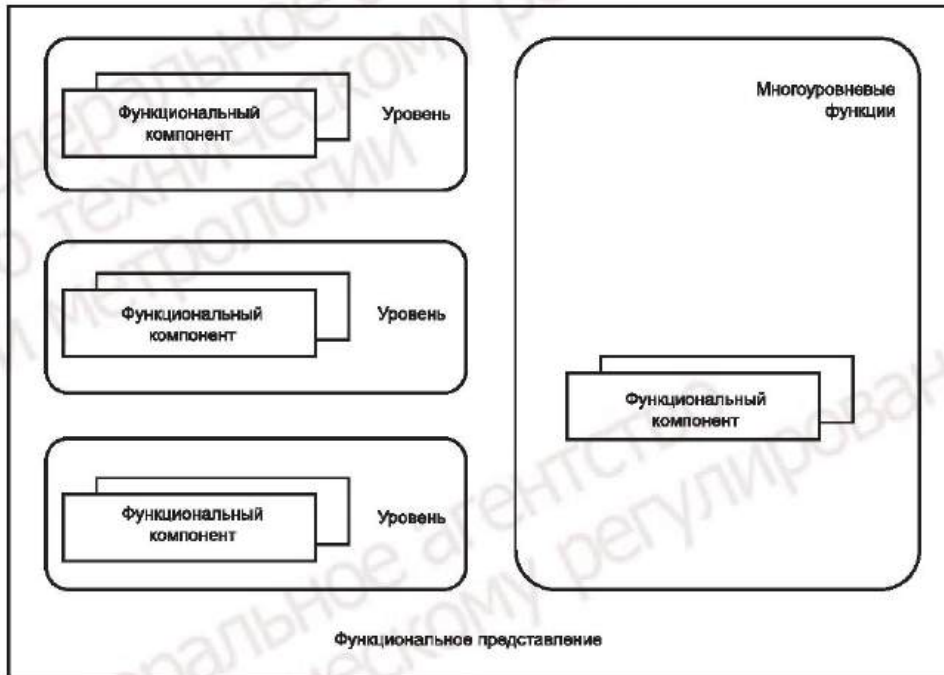 Функциональный
компонент
Уровень
Многоуровневые
функции
Функциональный
компонент
Уровень
Функциональный
компонент
Функциональный
компонент
Уровень
Функциональное представление